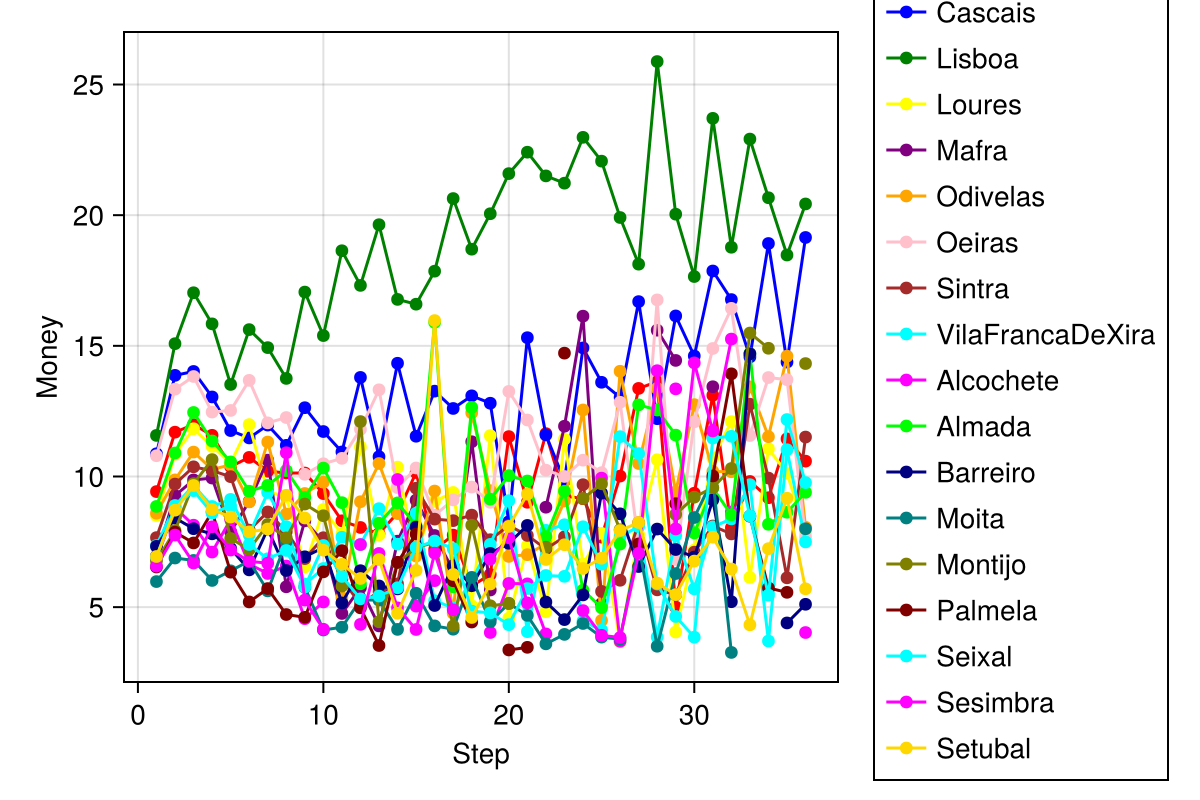 Cascais
Lisboa
Loures
Mafra
Odivelas
Oeiras
Sintra
VilaFrancaDeXira
Alcochete
Almada
Barreiro
Moita
Montijo
Palmela
Seixal
Sesimbra
Setubal
25
20
15
10
5
Money
0 10 20 30
Step